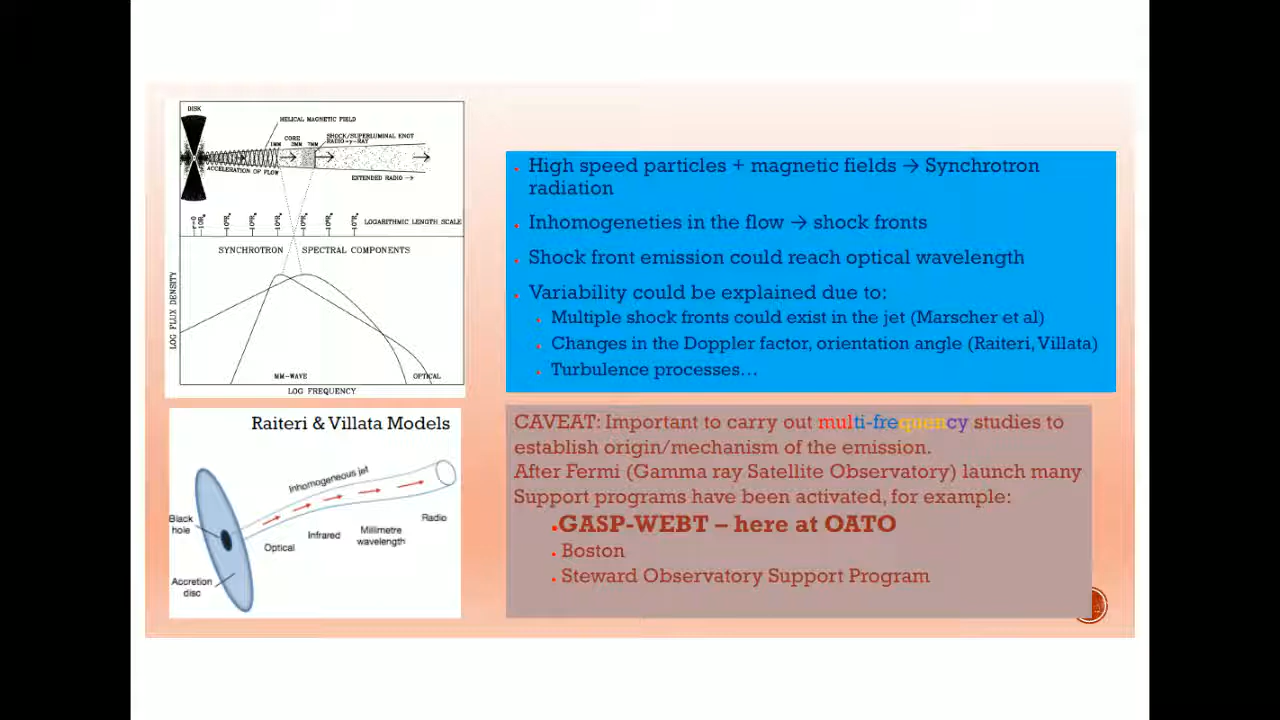 DISK
HELICAL MAGNETIC FIELD
CORE
SHOCK/SUPERLUMINAL KNOT
RADIO→γ-RAY
1MM 3MM 7MM
ACCELERATION OF FLOW
EXTENDED RADIO →
LOGARITHMIC LENGTH SCALE
SYNCHROTRON SPECTRAL COMPONENTS
LOG FLUX DENSITY
MM-WAVE
OPTICAL
LOG FREQUENCY
Raiteri & Villata Models
Inhomogeneous jet
Black
hole
Optical
Infrared
Millimetre
wavelength
Radio
Accretion
disc
High speed particles + magnetic fields → Synchrotron
radiation
Inhomogeneties in the flow → shock fronts
Shock front emission could reach optical wavelength
Variability could be explained due to:
Multiple shock fronts could exist in the jet (Marscher et al)
Changes in the Doppler factor, orientation angle (Raiteri, Villata)
Turbulence processes…
CAVEAT: Important to carry out multi-frequency studies to
establish origin/mechanism of the emission.
After Fermi (Gamma ray Satellite Observatory) launch many
Support programs have been activated, for example:
GASP-WEBT – here at OATO
Boston
Steward Observatory Support Program